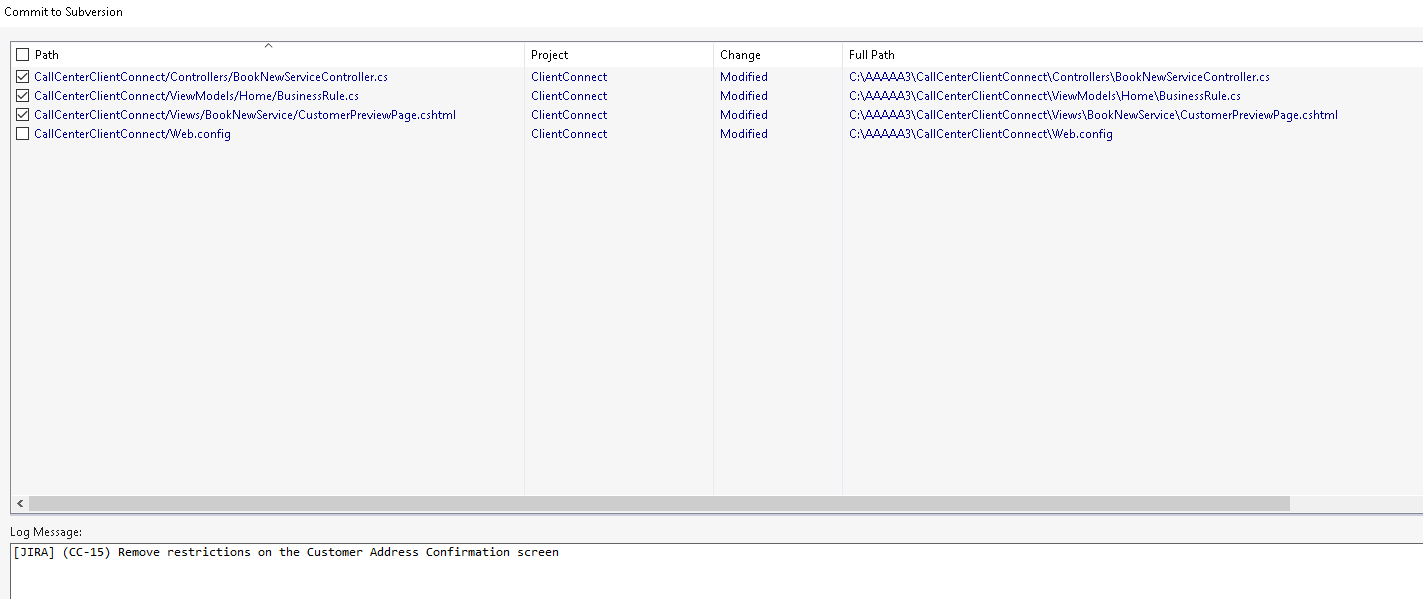 Commit to Subversion
Path Project Change Full Path
CallCenterClientConnect/Controllers/BookNewServiceController.cs ClientConnect Modified C:\AAAAA3\CallCenterClientConnect\Controllers\BookNewServiceController.cs
CallCenterClientConnect/ViewModels/Home/BusinessRule.cs ClientConnect Modified C:\AAAAA3\CallCenterClientConnect\ViewModels\Home\BusinessRule.cs
CallCenterClientConnect/Views/BookNewService/CustomerPreviewPage.cshtml ClientConnect Modified C:\AAAAA3\CallCenterClientConnect\Views\BookNewService\CustomerPreviewPage.cshtml
CallCenterClientConnect/Web.config ClientConnect Modified C:\AAAAA3\CallCenterClientConnect\Web.config
Log Message:
[JIRA] (CC-15) Remove restrictions on the Customer Address Confirmation screen